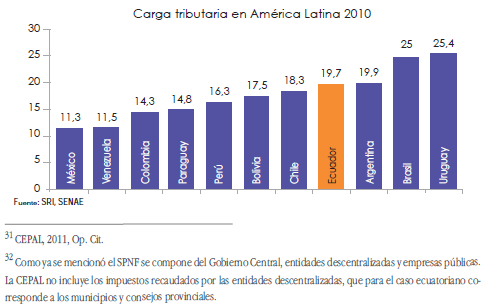 Carga tributaria en América Latina 2010
30
25
20
15
10
5
0
11,3
11,5
14,3
14,8
16,3
17,5
18,3
19,7
19,9
25
25,4
México
Venezuela
Colombia
Paraguay
Perú
Bolivia
Chile
Ecuador
Argentina
Brasil
Uruguay
Fuente: SRI, SENAE
31 CEPAL, 2011, Op. Cit.
32 Como ya se mencionó el SPNF se compone del Gobierno Central, entidades descentralizadas y empresas públicas.
La CEPAL no incluye los impuestos recaudados por las entidades descentralizadas, que para el caso ecuatoriano co-
rresponde a los municipios y consejos provinciales.